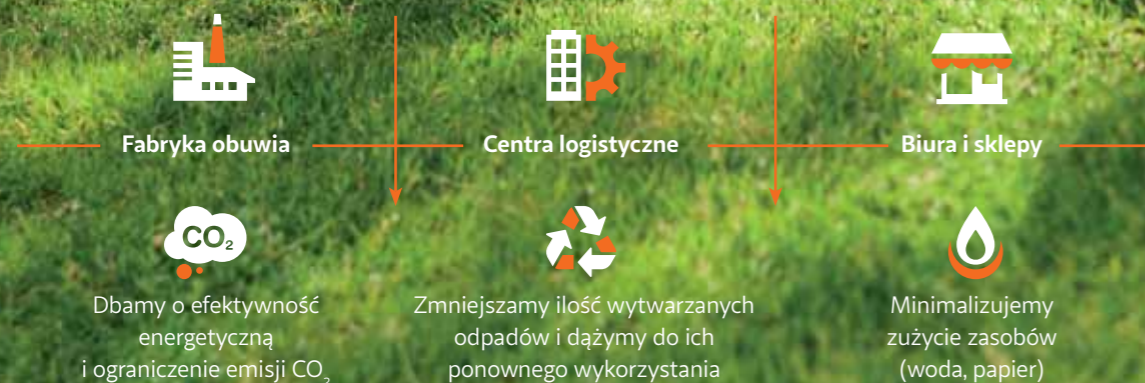 Fabryka obuwia
Centra logistyczne
Biura i sklepy
CO₂
Dbamy o efektywność
energetyczną
i ograniczenie emisji CO₂
Zmniejszamy ilość wytwarzanych
odpadów i dążymy do ich
ponownego wykorzystania
Minimalizujemy
zużycie zasobów
(woda, papier)